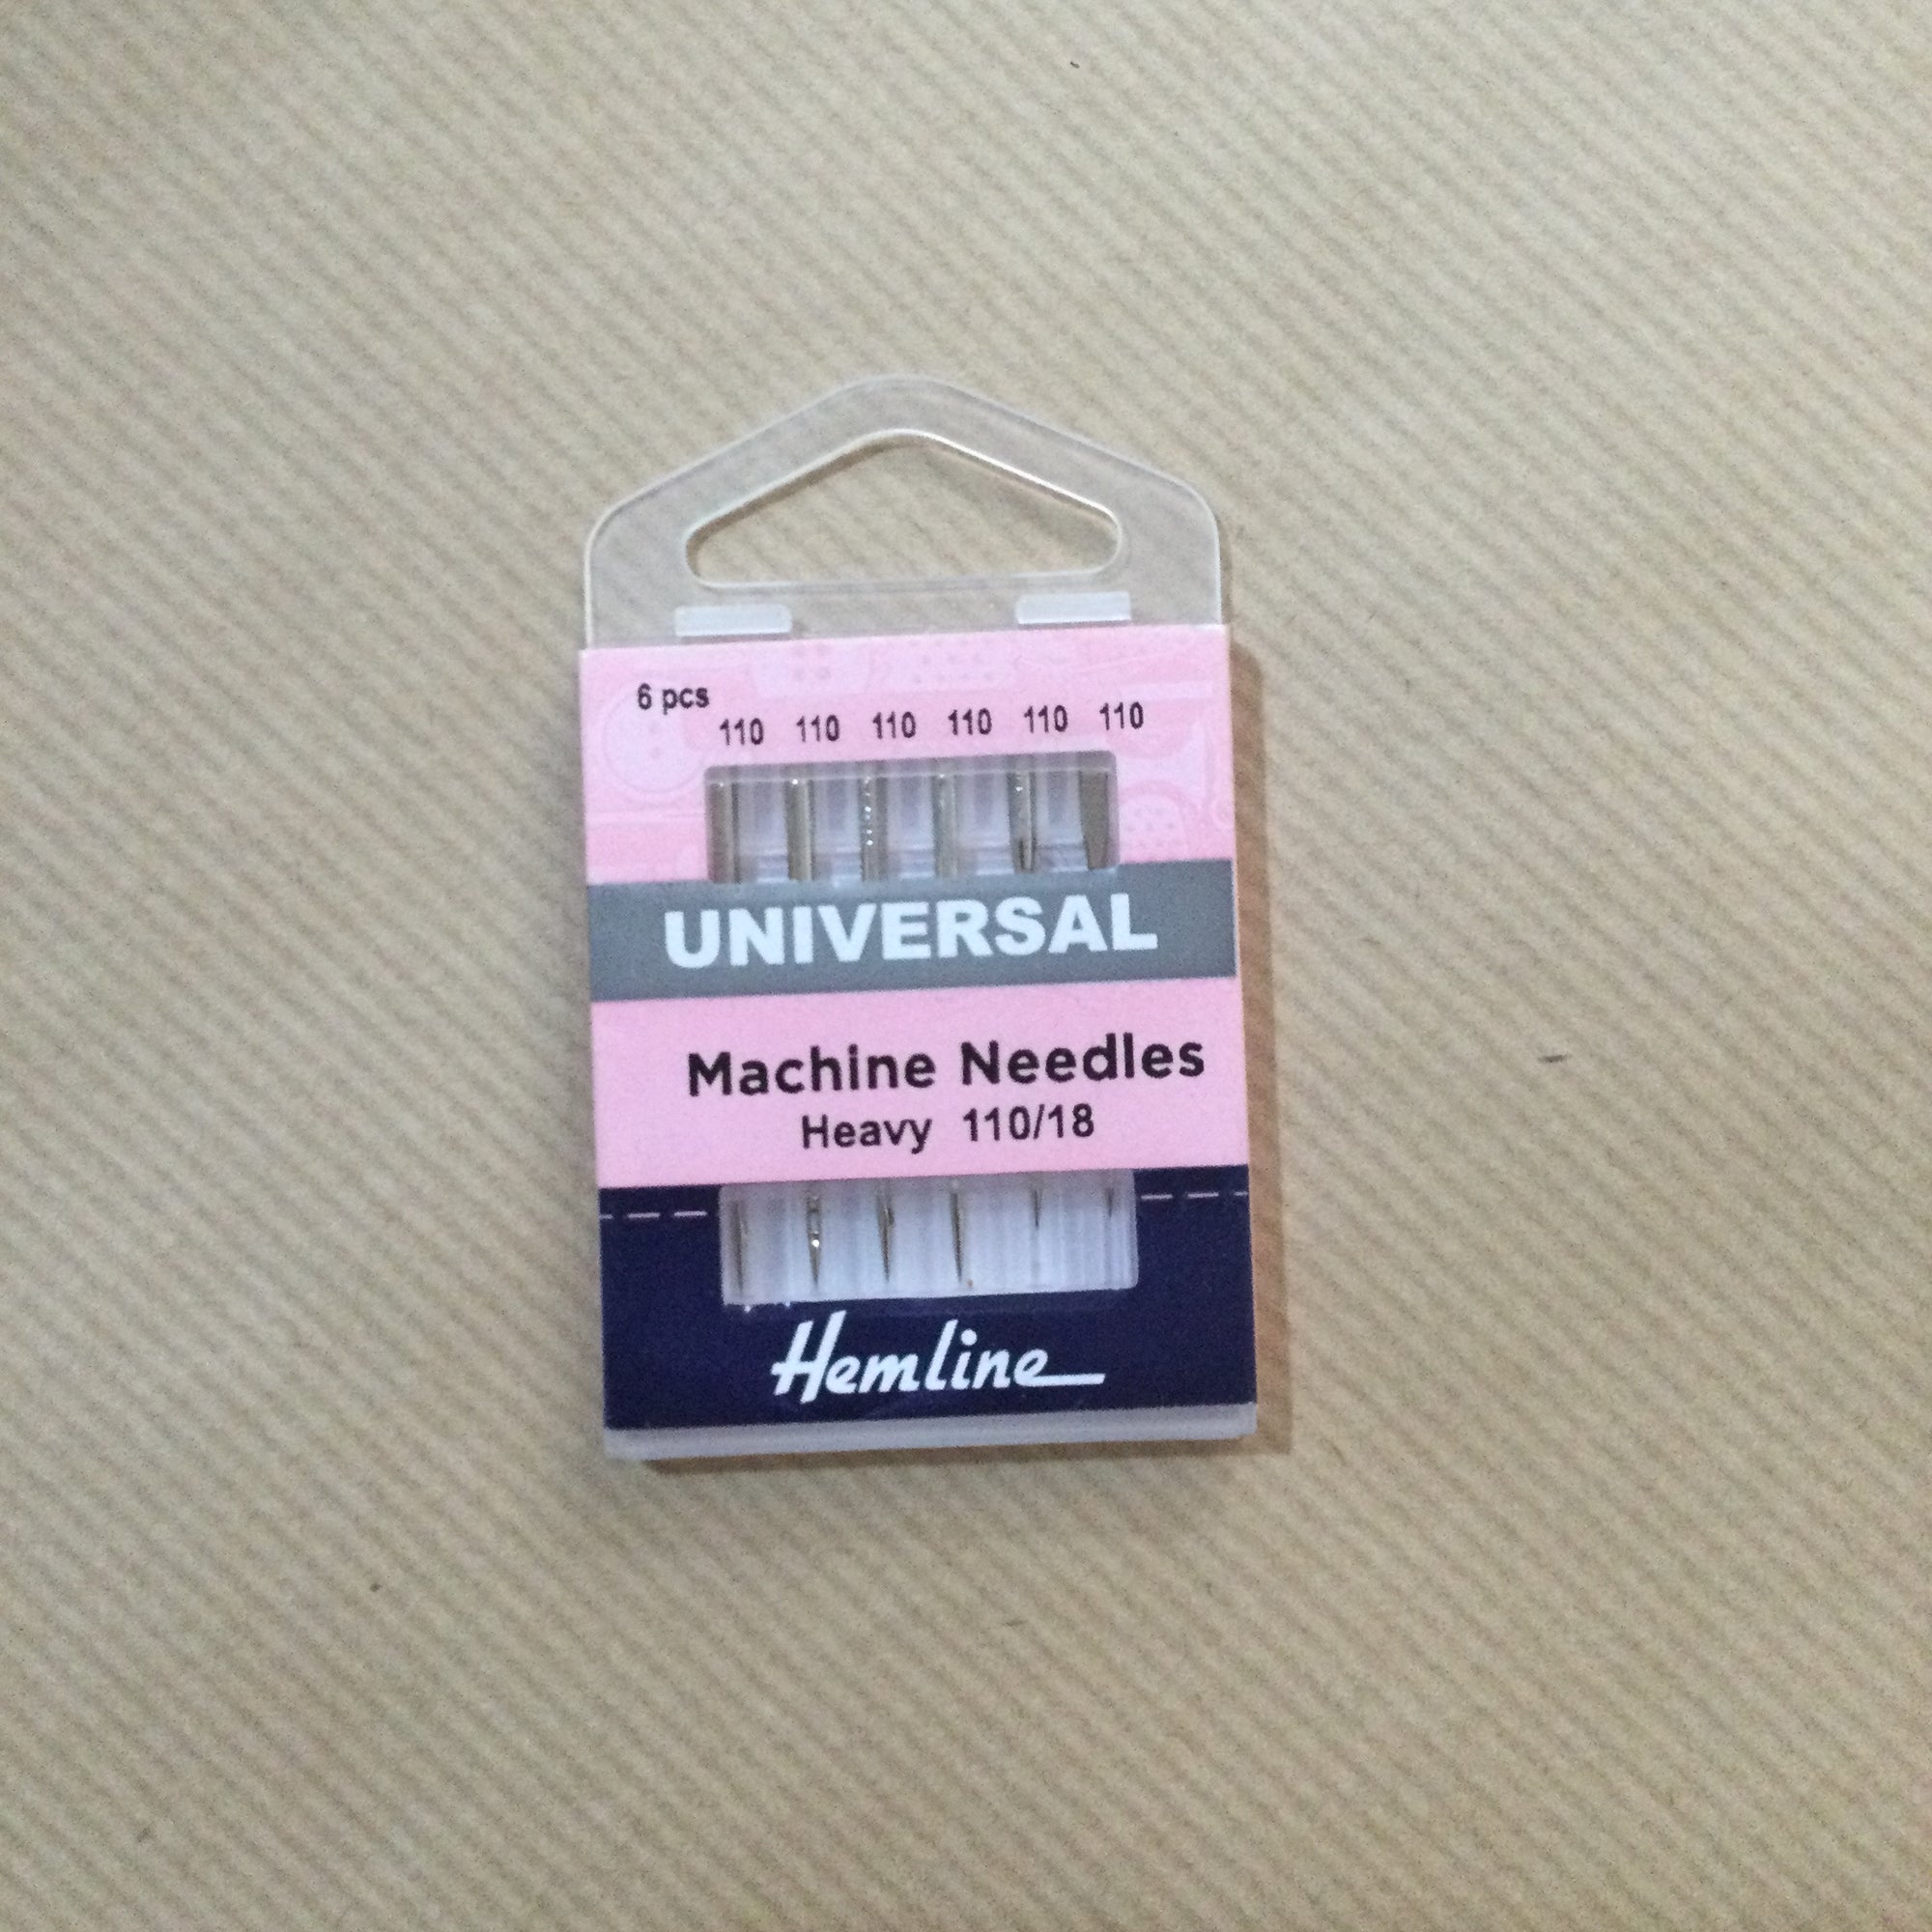 6 pcs
110 110 110 110 110 110
UNIVERSAL
Machine Needles
Heavy 110/18
Hemline